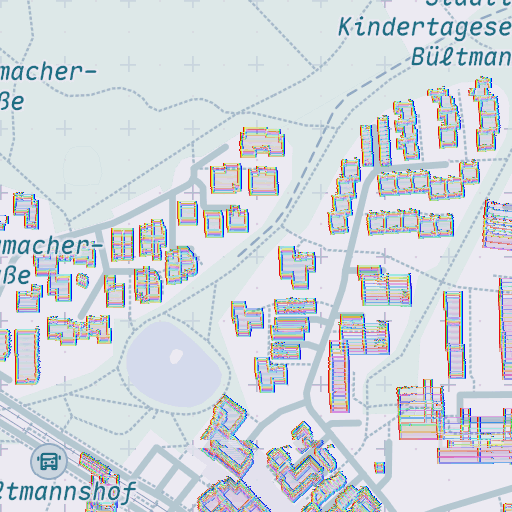 Kindertagese
Bültman
macher-
ße
macher-
ße
ltmannshof